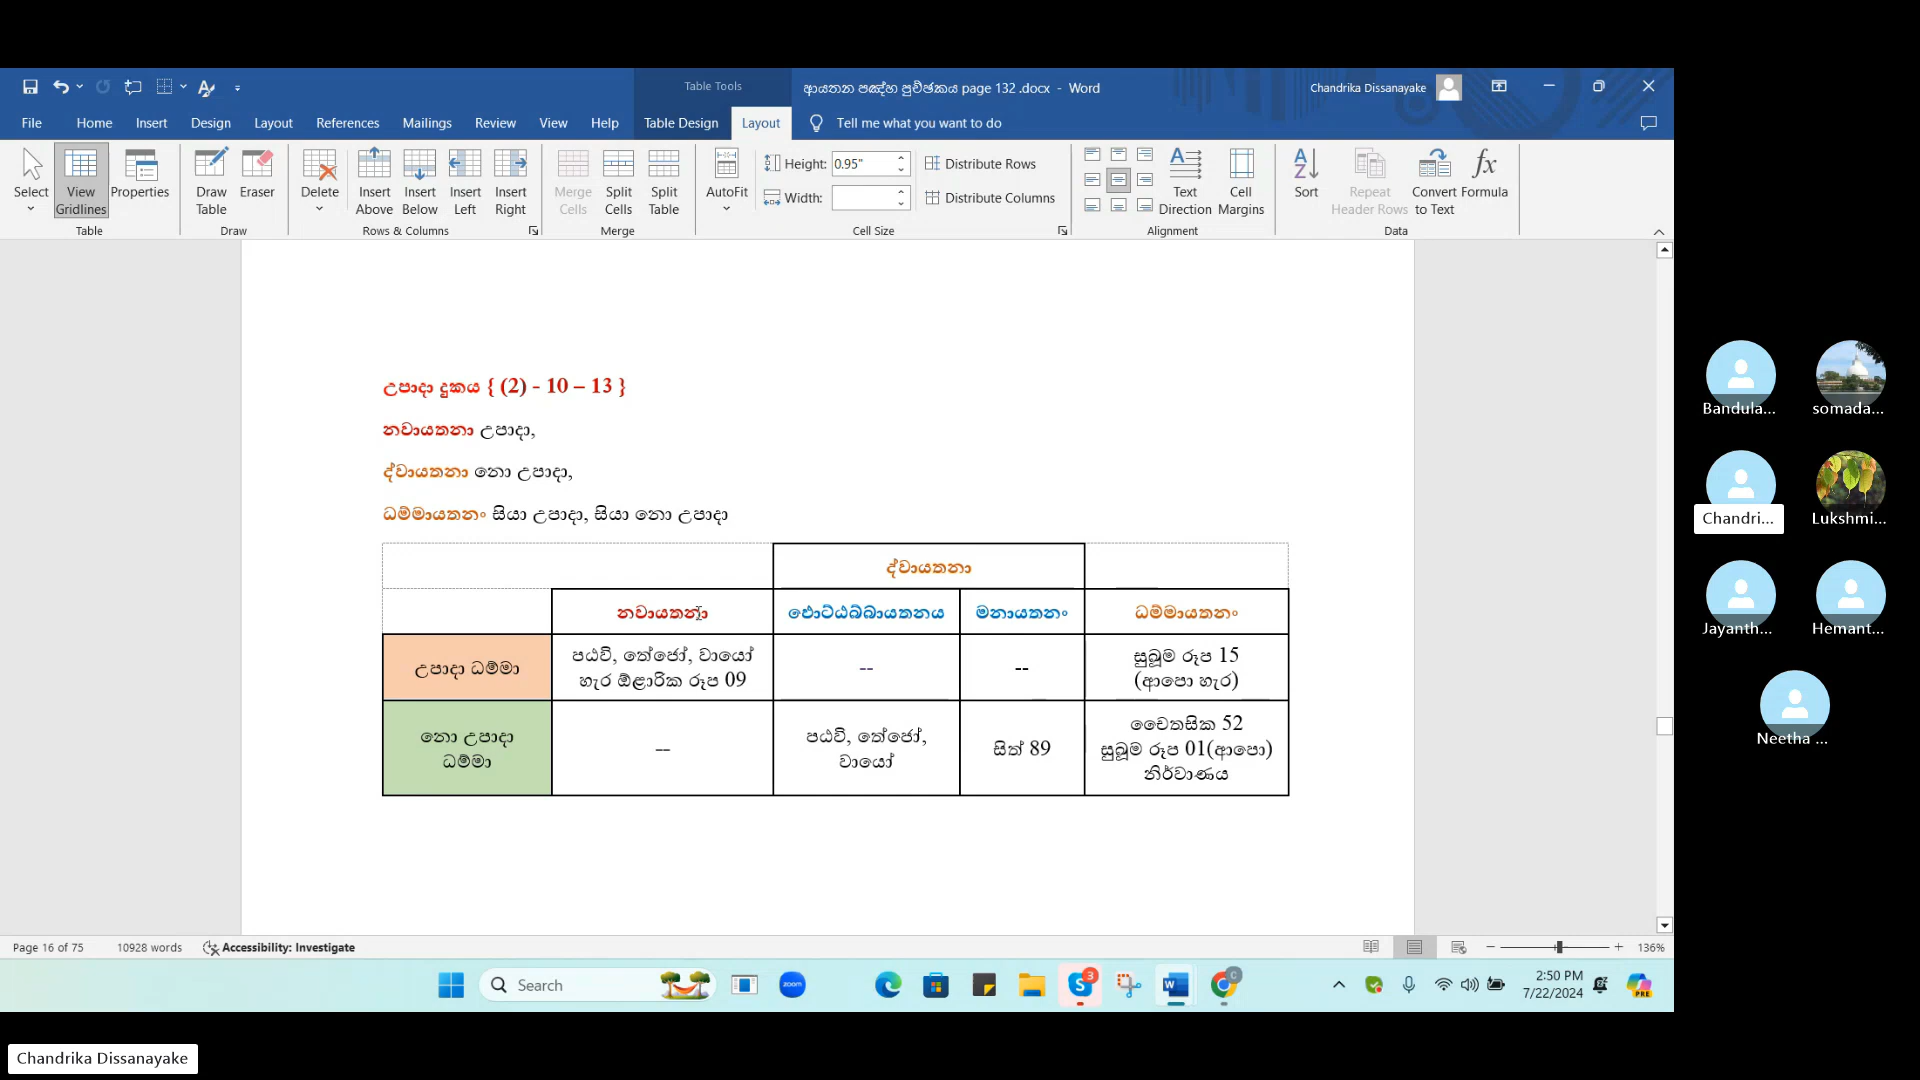 Table Tools
ආයතන පඤ්හ පුච්ඡකය page 132 .docx - Word
Chandrika Dissanayake
File Home Insert Design Layout References Mailings Review View Help Table Design Layout Tell me what you want to do
Select
View Gridlines
Properties
Draw Table
Eraser
Delete
Insert Above
Insert Below
Insert Left
Insert Right
Merge Cells
Split Cells
Split Table
AutoFit
Height: 0.95"
Width:
Distribute Rows
Distribute Columns
Text Direction
Cell Margins
Sort
Repeat Header Rows
Convert to Text
Formula
Table Draw Rows & Columns Merge Cell Size Alignment Data
උපාදා දුකය { (2) - 10 – 13 }
නවායතනා උපාදා,
ද්වායතනා නො උපාදා,
ධම්මායතනං සියා උපාදා, සියා නො උපාදා
ද්වායතනා
නවායතනා ඵොට්ඨබ්බායතනය මනායතනං ධම්මායතනං
උපාදා ධම්මා
පඨවි, තේජෝ, වායෝ
හැර ඕළාරික රූප 09
--
--
සුඛුම රූප 15
(ආපො හැර)
නො උපාදා
ධම්මා
--
පඨවි, තේජෝ,
වායෝ
සිත් 89
චෛතසික 52
සුඛුම රූප 01(ආපො)
නිර්වාණය
Page 16 of 75 10928 words Accessibility: Investigate 136%
Search
zoom
3
C
2:50 PM
7/22/2024
PRE
Bandula...
somada...
Chandri...
Lukshmi...
Jayanth...
Hemant...
Neetha ...
Chandrika Dissanayake